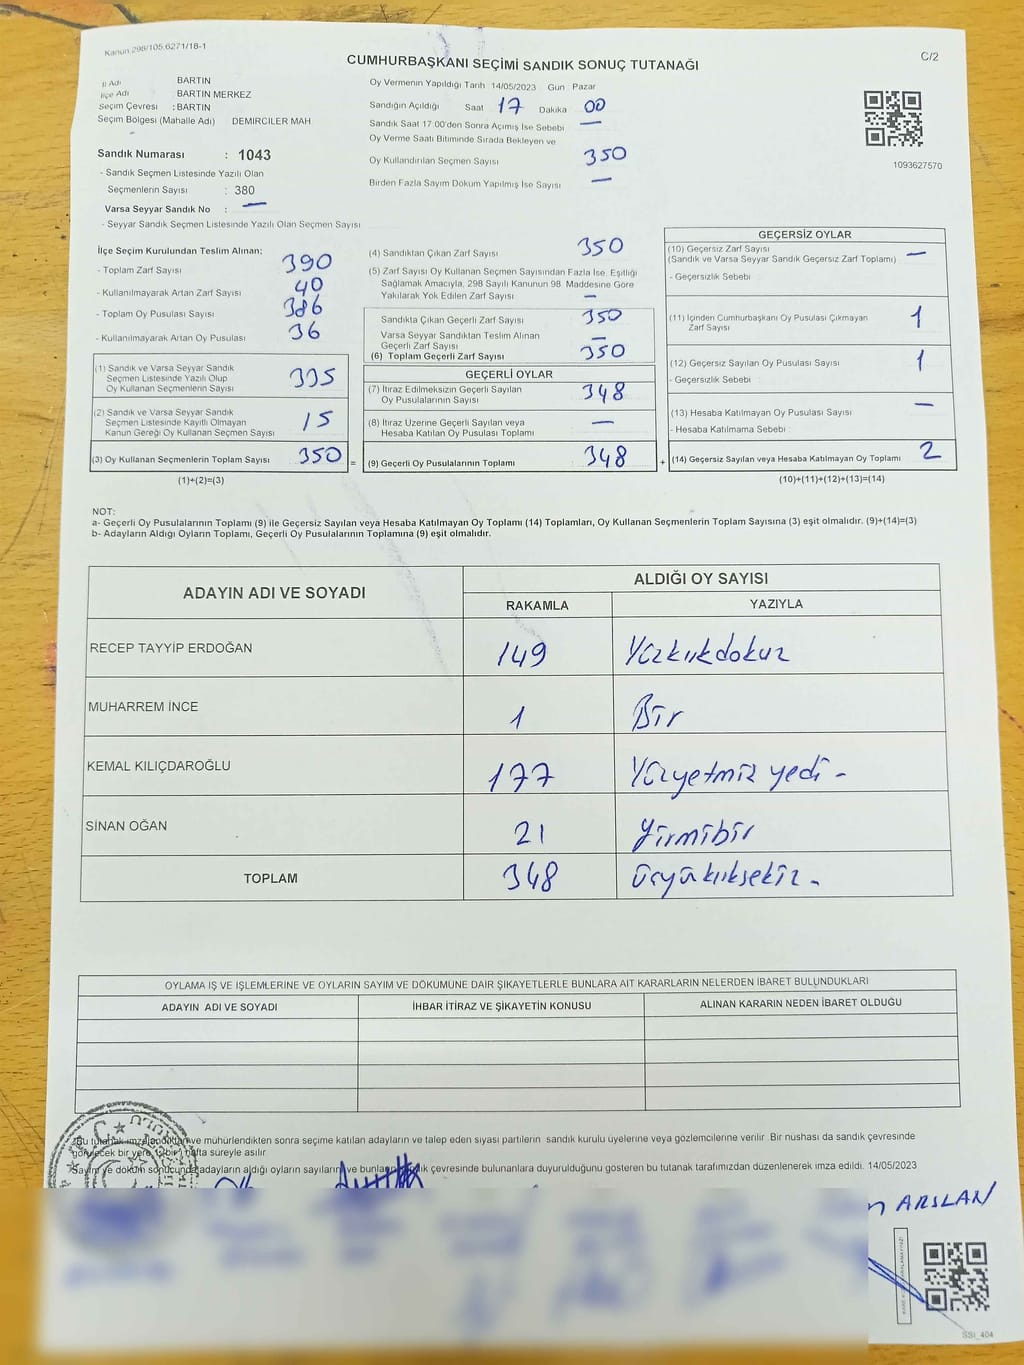 Kanun 298/105,6271/18-1
C/2
CUMHURBAŞKANI SEÇİMİ SANDIK SONUÇ TUTANAĞI
İl Adı BARTIN
İlçe Adı BARTIN MERKEZ
Seçim Çevresi : BARTIN
Seçim Bölgesi (Mahalle Adı) DEMİRCİLER MAH
Sandık Numarası : 1043
- Sandık Seçmen Listesinde Yazılı Olan
Seçmenlerin Sayısı : 380
Varsa Seyyar Sandık No : —
- Seyyar Sandık Seçmen Listesinde Yazılı Olan Seçmen Sayısı
Oy Vermenin Yapıldığı Tarih 14/05/2023 Gün Pazar
Sandığın Açıldığı Saat 17 Dakika 00
Sandık Saat 17:00'den Sonra Açımış İse Sebebi —
Oy Verme Saati Bitiminde Sırada Bekleyen ve
Oy Kullandırılan Seçmen Sayısı 350
Birden Fazla Sayım Döküm Yapılmış İse Sayısı —
1093627570
İlçe Seçim Kurulundan Teslim Alınan;
- Toplam Zarf Sayısı 390
- Kullanılmayarak Artan Zarf Sayısı 40
- Toplam Oy Pusulası Sayısı 386
- Kullanılmayarak Artan Oy Pusulası 36
(1) Sandık ve Varsa Seyyar Sandık
Seçmen Listesinde Yazılı Olup
Oy Kullanan Seçmenlerin Sayısı 335
(2) Sandık ve Varsa Seyyar Sandık
Seçmen Listesinde Kayıtlı Olmayan
Kanun Gereği Oy Kullanan Seçmen Sayısı 15
(3) Oy Kullanan Seçmenlerin Toplam Sayısı 350 =
(1)+(2)=(3)
(4) Sandıktan Çıkan Zarf Sayısı 350
(5) Zarf Sayısı Oy Kullanan Seçmen Sayısından Fazla İse, Eşitliği
Sağlamak Amacıyla, 298 Sayılı Kanunun 98. Maddesine Göre
Yakılarak Yok Edilen Zarf Sayısı —
Sandıkta Çıkan Geçerli Zarf Sayısı 350
Varsa Seyyar Sandıktan Teslim Alınan
Geçerli Zarf Sayısı —
(6) Toplam Geçerli Zarf Sayısı 350
GEÇERLİ OYLAR
(7) İtiraz Edilmeksizin Geçerli Sayılan
Oy Pusulalarının Sayısı 348
(8) İtiraz Üzerine Geçerli Sayılan veya
Hesaba Katılan Oy Pusulası Toplamı —
(9) Geçerli Oy Pusulalarının Toplamı 348 +
GEÇERSİZ OYLAR
(10) Geçersiz Zarf Sayısı
(Sandık ve Varsa Seyyar Sandık Geçersiz Zarf Toplamı) —
- Geçersizlik Sebebi
(11) İçinden Cumhurbaşkanı Oy Pusulası Çıkmayan
Zarf Sayısı 1
(12) Geçersiz Sayılan Oy Pusulası Sayısı 1
- Geçersizlik Sebebi
(13) Hesaba Katılmayan Oy Pusulası Sayısı —
- Hesaba Katılmama Sebebi :
(14) Geçersiz Sayılan veya Hesaba Katılmayan Oy Toplamı 2
(10)+(11)+(12)+(13)=(14)
NOT:
a- Geçerli Oy Pusulalarının Toplamı (9) ile Geçersiz Sayılan veya Hesaba Katılmayan Oy Toplamı (14) Toplamları, Oy Kullanan Seçmenlerin Toplam Sayısına (3) eşit olmalıdır. (9)+(14)=(3)
b- Adayların Aldığı Oyların Toplamı, Geçerli Oy Pusulalarının Toplamına (9) eşit olmalıdır.
ADAYIN ADI VE SOYADI ALDIĞI OY SAYISI
RAKAMLA YAZIYLA
RECEP TAYYİP ERDOĞAN 149 Yüzkırkdokuz
MUHARREM İNCE 1 Bir
KEMAL KILIÇDAROĞLU 177 Yüzyetmiz yedi -
SİNAN OĞAN 21 Yirmibir
TOPLAM 348 üçyüzkırksekiz -
OYLAMA İŞ VE İŞLEMLERİNE VE OYLARIN SAYIM VE DÖKÜMÜNE DAİR ŞİKAYETLERLE BUNLARA AİT KARARLARIN NELERDEN İBARET BULUNDUKLARI
ADAYIN ADI VE SOYADI İHBAR İTİRAZ VE ŞİKAYETİN KONUSU ALINAN KARARIN NEDEN İBARET OLDUĞU
*Bu tutanak imzalandıktan ve mühürlendikten sonra seçime katılan adayların ve talep eden siyasi partilerin sandık kurulu üyelerine veya gözlemcilerine verilir. Bir nüshası da sandık çevresinde
görülecek bir yere 1(bir) hafta süreyle asılır.
Sayım ve döküm sonucunda adayların aldığı oyların sayıların ve bunların sandık çevresinde bulunanlara duyurulduğunu gösteren bu tutanak tarafımızdan düzenlenerek imza edildi. 14/05/2023
ARSLAN
SSI_404